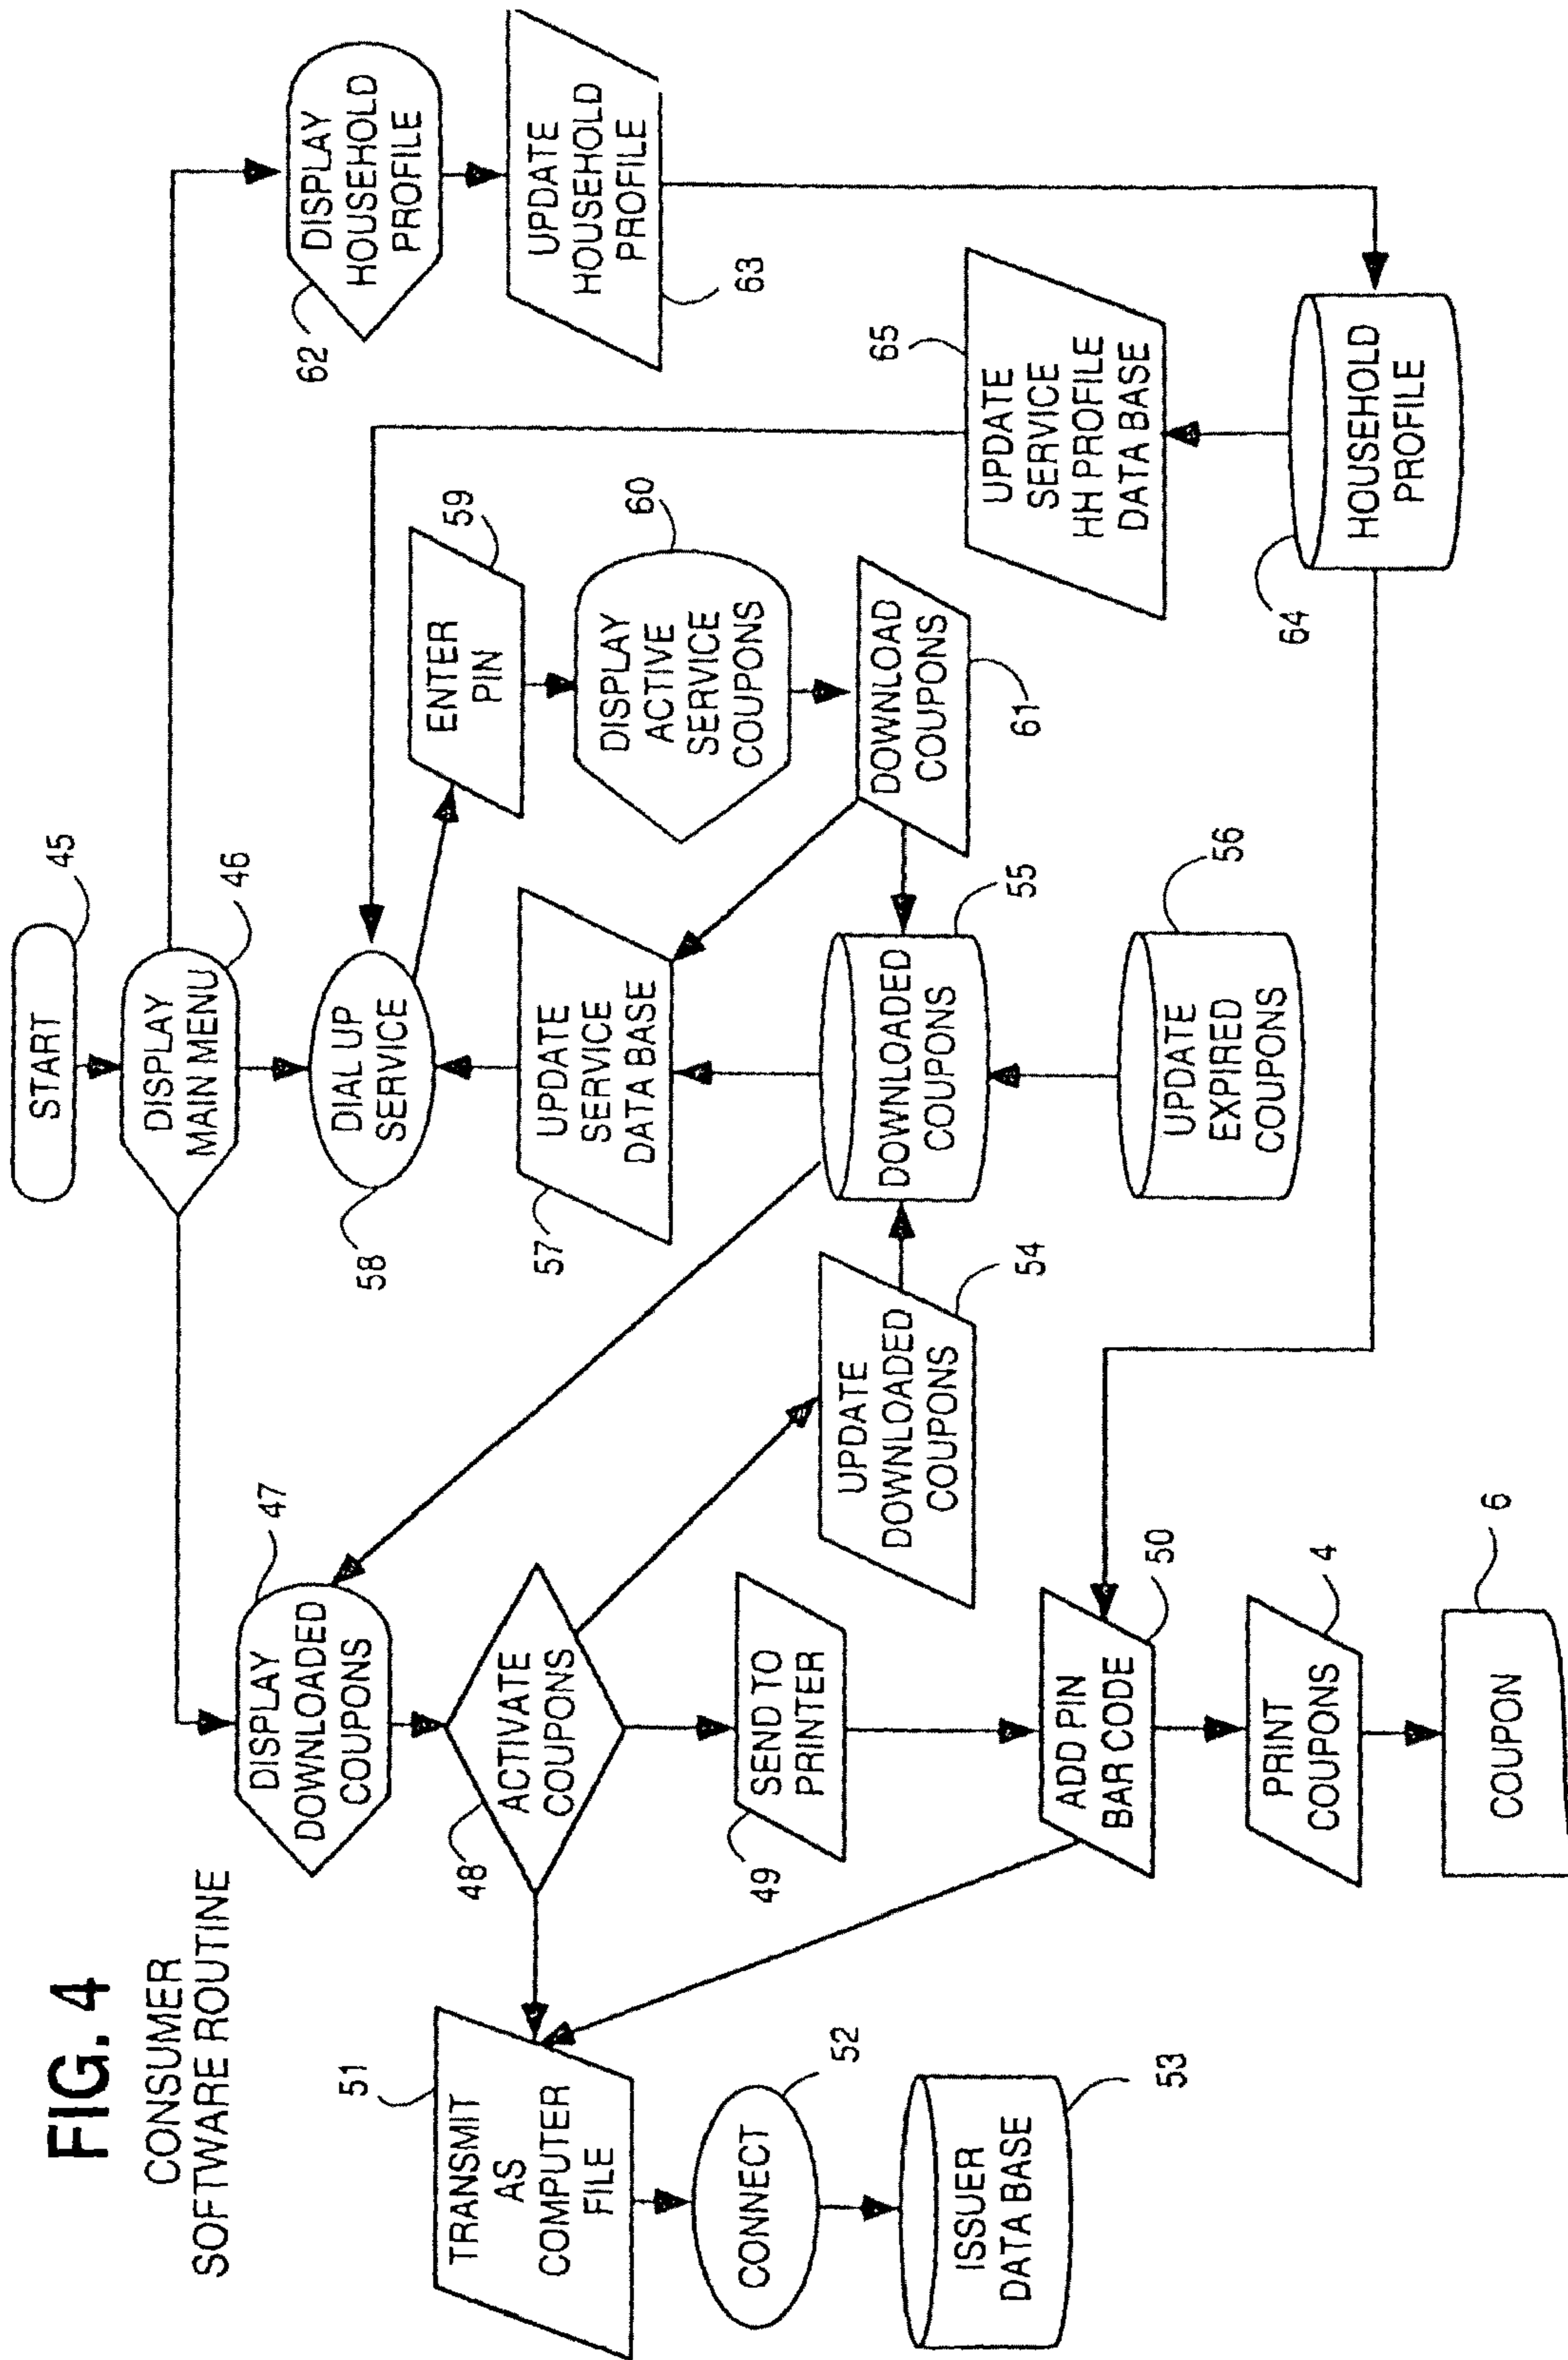 FIG. 4
CONSUMER
SOFTWARE ROUTINE
START
45
DISPLAY
MAIN MENU
46
DISPLAY
DOWNLOADED
COUPONS
47
ACTIVATE
COUPONS
48
SEND TO
PRINTER
49
ADD PIN
BAR CODE
50
PRINT
COUPONS
4
COUPON
6
TRANSMIT
AS
COMPUTER
FILE
51
CONNECT
52
ISSUER
DATA BASE
53
UPDATE
DOWNLOADED
COUPONS
54
DOWNLOADED
COUPONS
55
UPDATE
EXPIRED
COUPONS
56
UPDATE
SERVICE
DATA BASE
57
DIAL UP
SERVICE
58
ENTER
PIN
59
DISPLAY
ACTIVE
SERVICE
COUPONS
60
DOWNLOAD
COUPONS
61
DISPLAY
HOUSEHOLD
PROFILE
62
UPDATE
HOUSEHOLD
PROFILE
63
HOUSEHOLD
PROFILE
64
UPDATE
SERVICE
HH PROFILE
DATA BASE
65